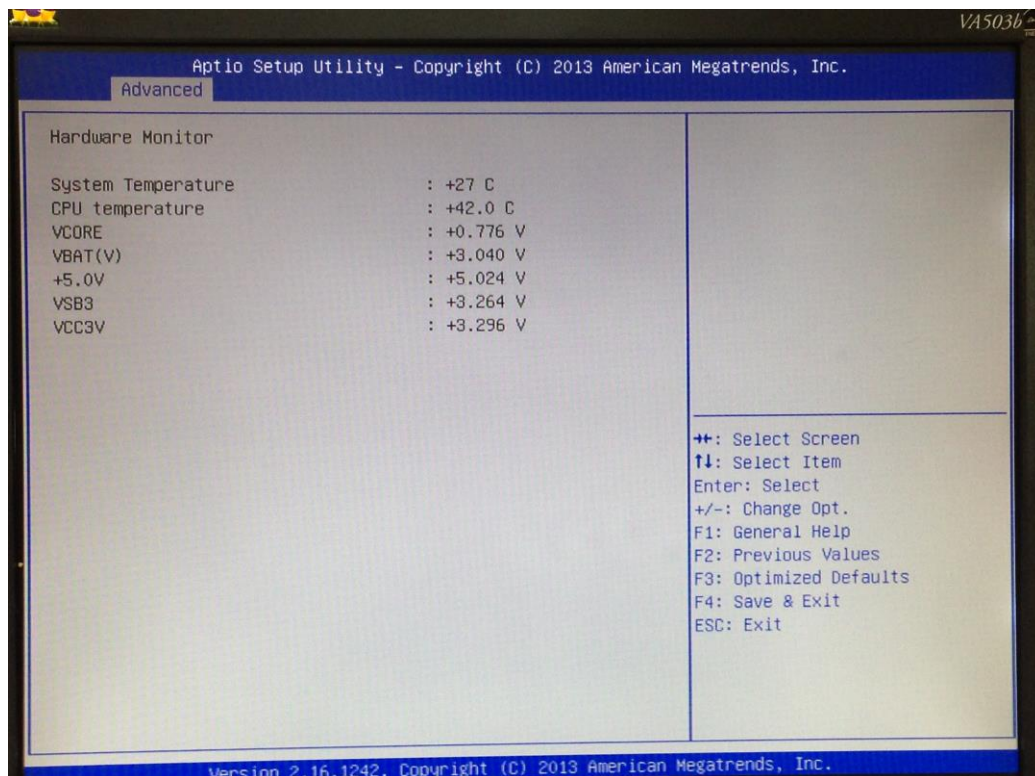 VA503b
Aptio Setup Utility - Copyright (C) 2013 American Megatrends, Inc.
Advanced
Hardware Monitor
System Temperature : +27 C
CPU temperature : +42.0 C
VCORE : +0.776 V
VBAT(V) : +3.040 V
+5.0V : +5.024 V
VSB3 : +3.264 V
VCC3V : +3.296 V
→←: Select Screen
↑↓: Select Item
Enter: Select
+/-: Change Opt.
F1: General Help
F2: Previous Values
F3: Optimized Defaults
F4: Save & Exit
ESC: Exit
Version 2.16.1242. Copyright (C) 2013 American Megatrends, Inc.